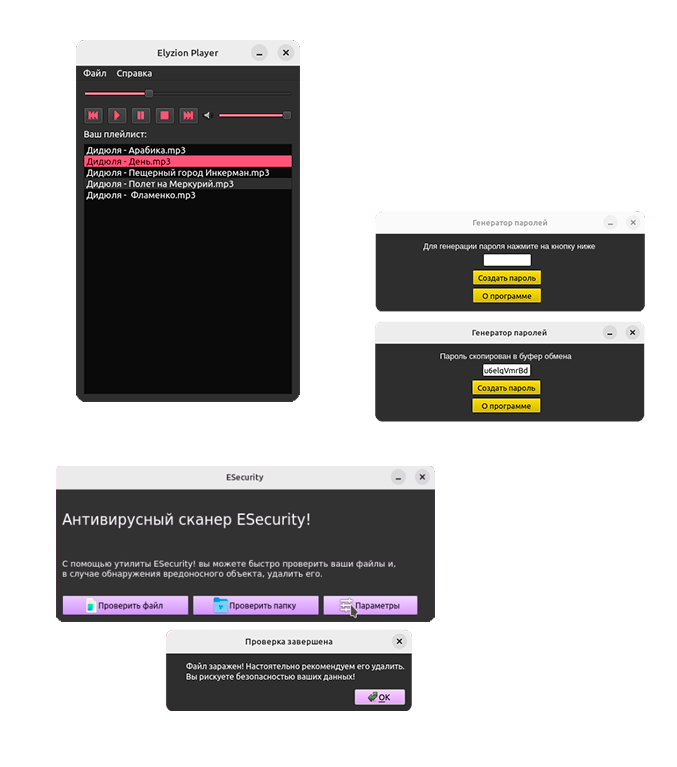 Elyzion Player
Файл Справка
Ваш плейлист:
Дидюля - Арабика.mp3
Дидюля - День.mp3
Дидюля - Пещерный город Инкерман.mp3
Дидюля - Полет на Меркурий.mp3
Дидюля - Фламенко.mp3
Генератор паролей
Для генерации пароля нажмите на кнопку ниже
Создать пароль
О программе
Генератор паролей
Пароль скопирован в буфер обмена
u6elqVmrBd
Создать пароль
О программе
ESecurity
Антивирусный сканер ESecurity!
С помощью утилиты ESecurity! вы можете быстро проверить ваши файлы и,
в случае обнаружения вредоносного объекта, удалить его.
Проверить файл
Проверить папку
Параметры
Проверка завершена
Файл заражен! Настоятельно рекомендуем его удалить.
Вы рискуете безопасностью ваших данных!
OK